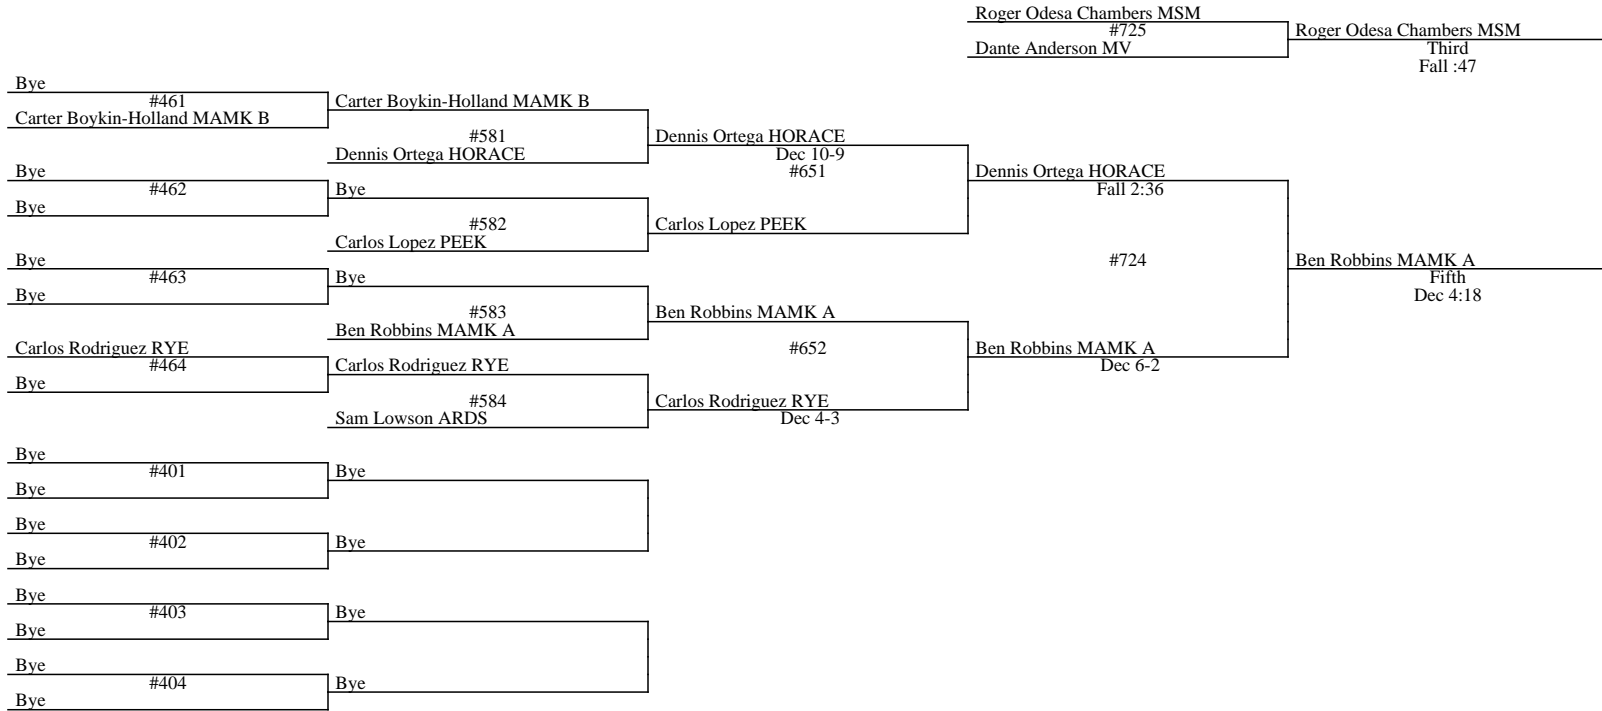 Roger Odesa Chambers MSM
#725
Dante Anderson MV
Roger Odesa Chambers MSM
Third
Fall :47
Bye
#461
Carter Boykin-Holland MAMK B
Bye
#462
Bye
Bye
#463
Bye
Carlos Rodriguez RYE
#464
Bye
Carter Boykin-Holland MAMK B
#581
Dennis Ortega HORACE
Bye
#582
Carlos Lopez PEEK
Bye
#583
Ben Robbins MAMK A
Carlos Rodriguez RYE
#584
Sam Lowson ARDS
Dennis Ortega HORACE
Dec 10-9
#651
Carlos Lopez PEEK
Ben Robbins MAMK A
#652
Carlos Rodriguez RYE
Dec 4-3
Dennis Ortega HORACE
Fall 2:36
#724
Ben Robbins MAMK A
Dec 6-2
Ben Robbins MAMK A
Fifth
Dec 4:18
Bye
#401
Bye
Bye
#402
Bye
Bye
#403
Bye
Bye
#404
Bye
Bye
Bye
Bye
Bye